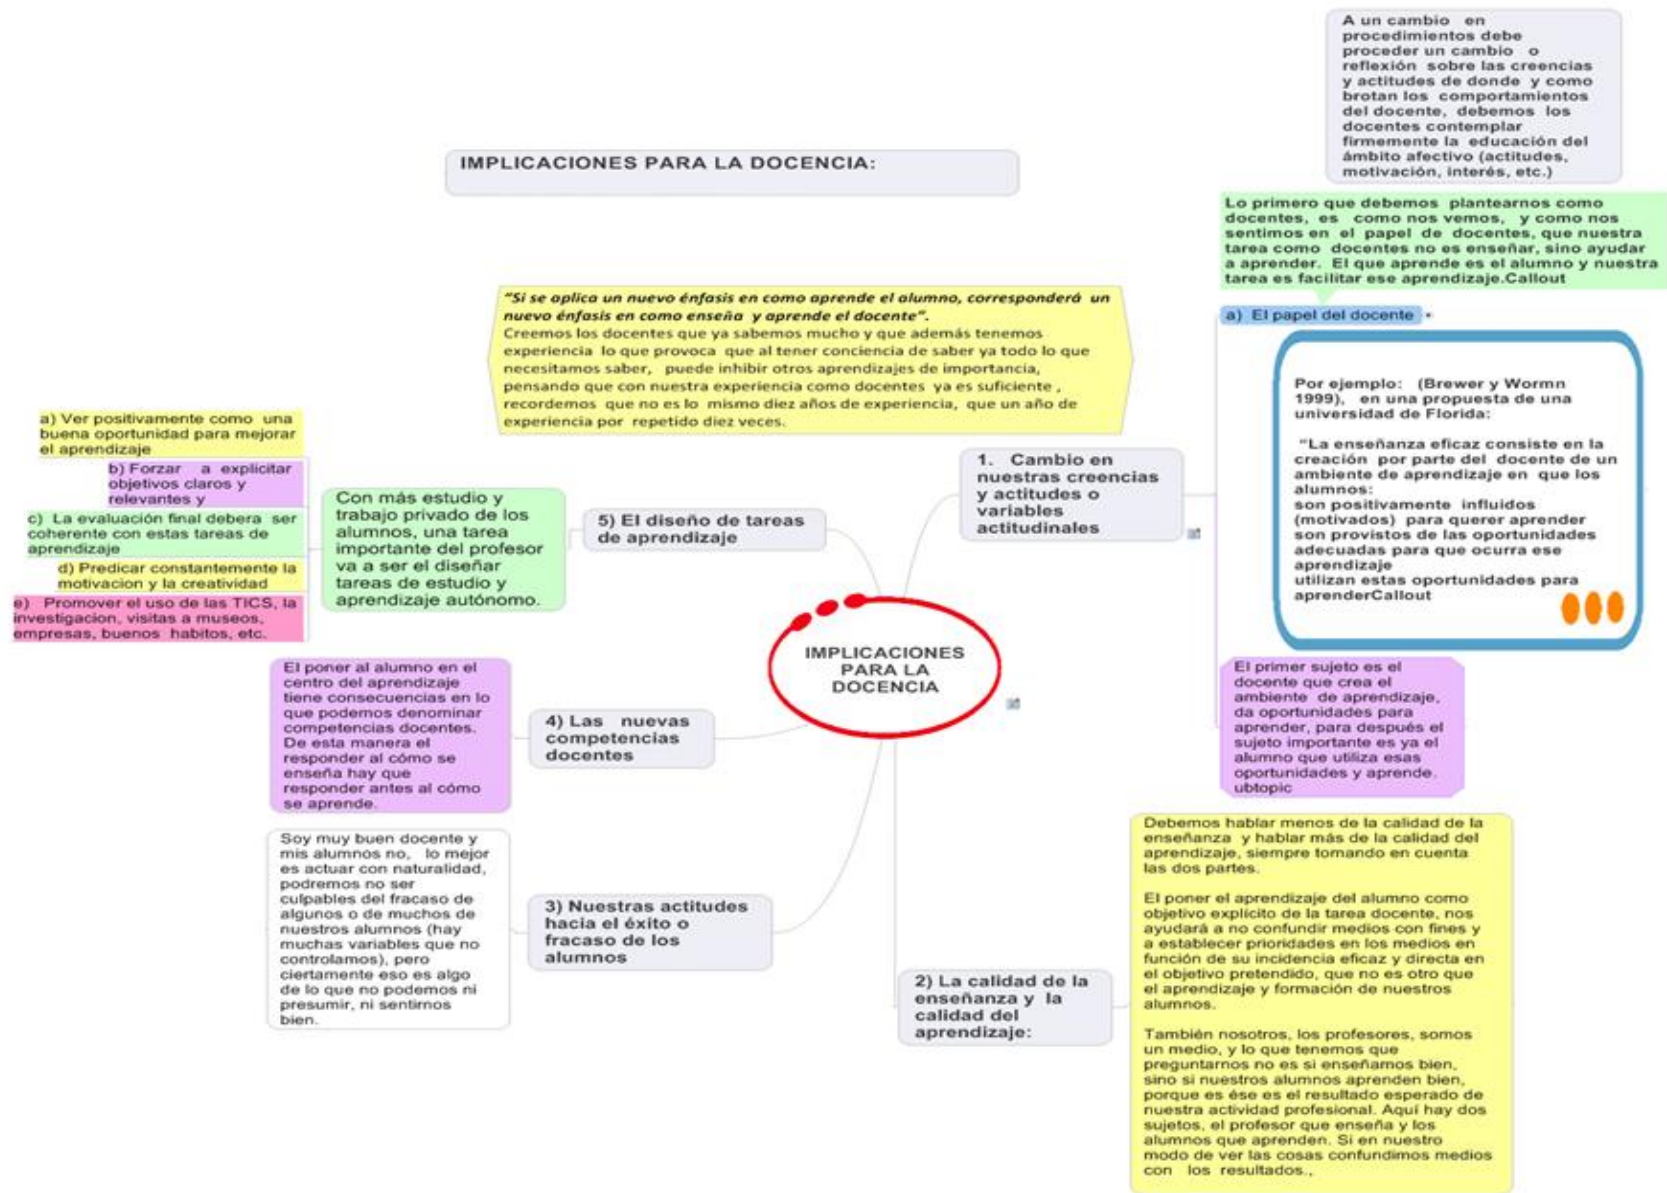 IMPLICACIONES PARA LA DOCENCIA:
A un cambio en
procedimientos debe
proceder un cambio o
reflexión sobre las creencias
y actitudes de donde y como
brotan los comportamientos
del docente, debemos los
docentes contemplar
firmemente la educación del
ámbito afectivo (actitudes,
motivación, interés, etc.)
Lo primero que debemos plantearnos como
docentes, es como nos vemos, y como nos
sentimos en el papel de docentes, que nuestra
tarea como docentes no es enseñar, sino ayudar
a aprender. El que aprende es el alumno y nuestra
tarea es facilitar ese aprendizaje.Callout
a) El papel del docente
Por ejemplo: (Brewer y Wormn
1999), en una propuesta de una
universidad de Florida:
"La enseñanza eficaz consiste en la
creación por parte del docente de un
ambiente de aprendizaje en que los
alumnos:
son positivamente influidos
(motivados) para querer aprender
son provistos de las oportunidades
adecuadas para que ocurra ese
aprendizaje
utilizan estas oportunidades para
aprenderCallout
El primer sujeto es el
docente que crea el
ambiente de aprendizaje,
da oportunidades para
aprender, para después el
sujeto importante es ya el
alumno que utiliza esas
oportunidades y aprende.
ubtopic
"Si se aplica un nuevo énfasis en como aprende el alumno, corresponderá un
nuevo énfasis en como enseña y aprende el docente".
Creemos los docentes que ya sabemos mucho y que además tenemos
experiencia lo que provoca que al tener conciencia de saber ya todo lo que
necesitamos saber, puede inhibir otros aprendizajes de importancia,
pensando que con nuestra experiencia como docentes ya es suficiente ,
recordemos que no es lo mismo diez años de experiencia, que un año de
experiencia por repetido diez veces.
1. Cambio en
nuestras creencias
y actitudes o
variables
actitudinales
IMPLICACIONES
PARA LA
DOCENCIA
2) La calidad de la
enseñanza y la
calidad del
aprendizaje:
Debemos hablar menos de la calidad de la
enseñanza y hablar más de la calidad del
aprendizaje, siempre tomando en cuenta
las dos partes.
El poner el aprendizaje del alumno como
objetivo explícito de la tarea docente, nos
ayudará a no confundir medios con fines y
a establecer prioridades en los medios en
función de su incidencia eficaz y directa en
el objetivo pretendido, que no es otro que
el aprendizaje y formación de nuestros
alumnos.
También nosotros, los profesores, somos
un medio, y lo que tenemos que
preguntarnos no es si enseñamos bien,
sino si nuestros alumnos aprenden bien,
porque es ése es el resultado esperado de
nuestra actividad profesional. Aquí hay dos
sujetos, el profesor que enseña y los
alumnos que aprenden. Si en nuestro
modo de ver las cosas confundimos medios
con los resultados.,
3) Nuestras actitudes
hacia el éxito o
fracaso de los
alumnos
Soy muy buen docente y
mis alumnos no, lo mejor
es actuar con naturalidad,
podremos no ser
culpables del fracaso de
algunos o de muchos de
nuestros alumnos (hay
muchas variables que no
controlamos), pero
ciertamente eso es algo
de lo que no podemos ni
presumir, ni sentirnos
bien.
4) Las nuevas
competencias
docentes
El poner al alumno en el
centro del aprendizaje
tiene consecuencias en lo
que podemos denominar
competencias docentes.
De esta manera el
responder al cómo se
enseña hay que
responder antes al cómo
se aprende.
5) El diseño de tareas
de aprendizaje
Con más estudio y
trabajo privado de los
alumnos, una tarea
importante del profesor
va a ser el diseñar
tareas de estudio y
aprendizaje autónomo.
a) Ver positivamente como una
buena oportunidad para mejorar
el aprendizaje
b) Forzar a explicitar
objetivos claros y
relevantes y
c) La evaluación final debera ser
coherente con estas tareas de
aprendizaje
d) Predicar constantemente la
motivacion y la creatividad
e) Promover el uso de las TICS, la
investigacion, visitas a museos,
empresas, buenos habitos, etc.